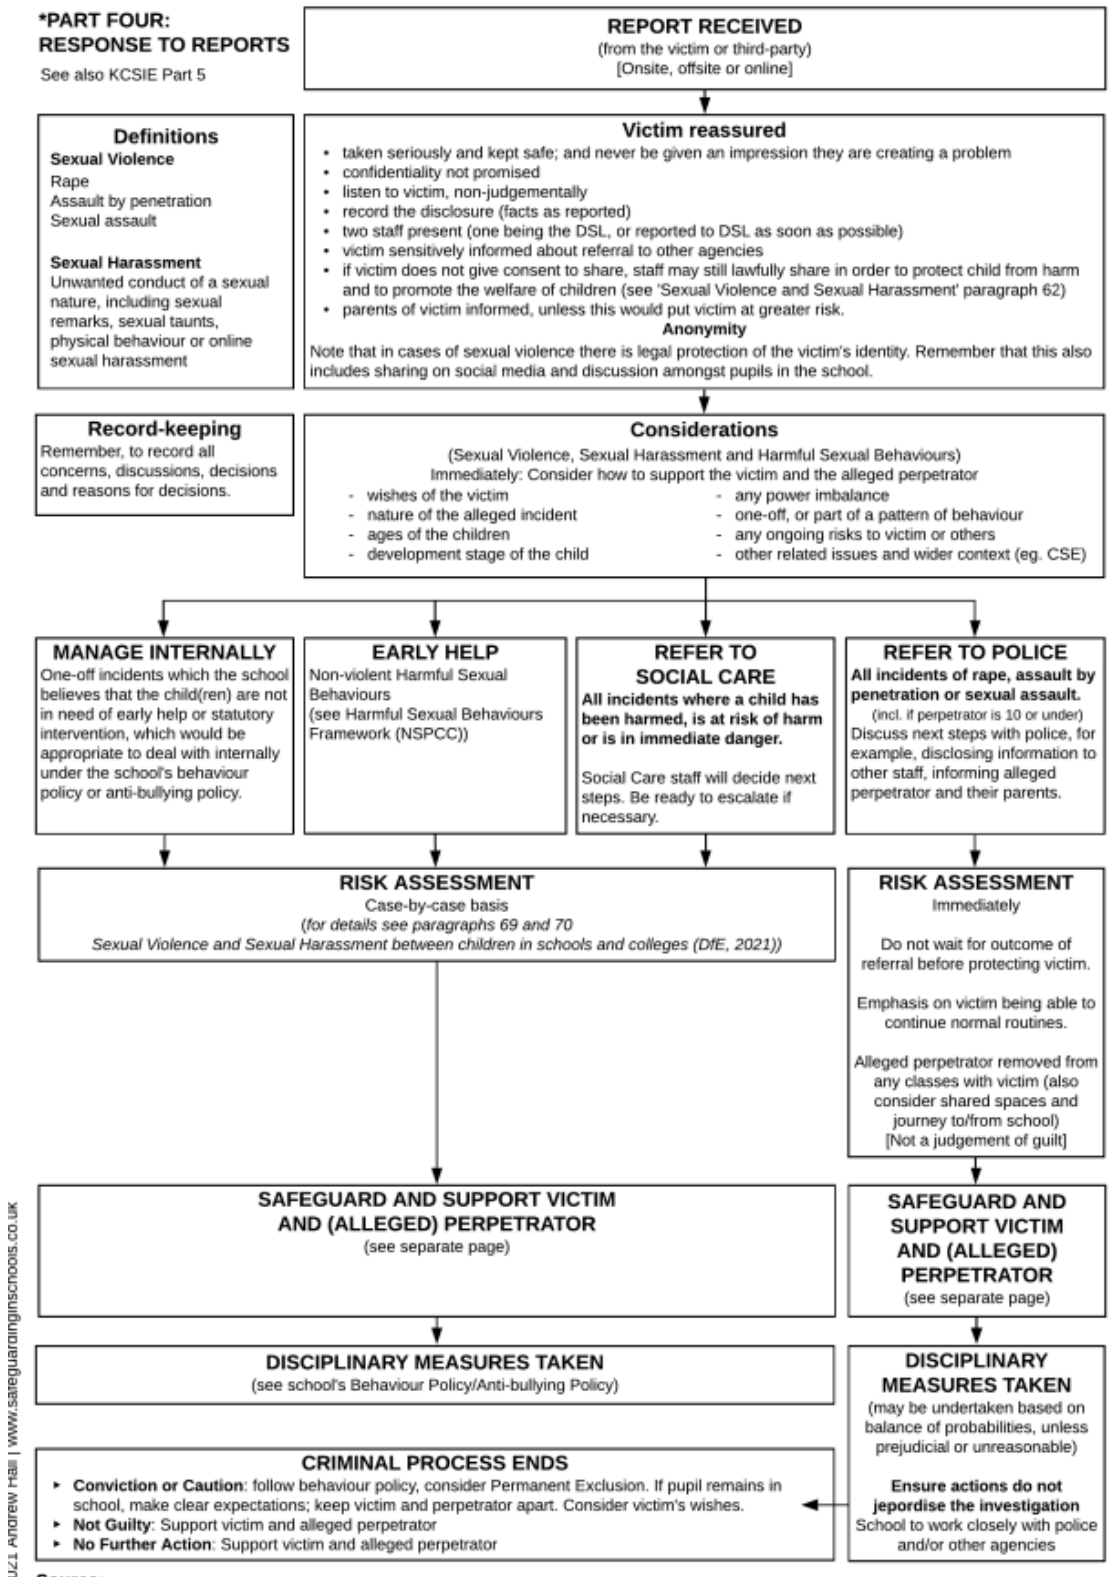 *PART FOUR:
RESPONSE TO REPORTS
See also KCSIE Part 5
REPORT RECEIVED
(from the victim or third-party)
[Onsite, offsite or online]
Definitions
Sexual Violence
Rape
Assault by penetration
Sexual assault
Sexual Harassment
Unwanted conduct of a sexual
nature, including sexual
remarks, sexual taunts,
physical behaviour or online
sexual harassment
Victim reassured
• taken seriously and kept safe; and never be given an impression they are creating a problem
• confidentiality not promised
• listen to victim, non-judgementally
• record the disclosure (facts as reported)
• two staff present (one being the DSL, or reported to DSL as soon as possible)
• victim sensitively informed about referral to other agencies
• if victim does not give consent to share, staff may still lawfully share in order to protect child from harm
and to promote the welfare of children (see 'Sexual Violence and Sexual Harassment' paragraph 62)
• parents of victim informed, unless this would put victim at greater risk.
Anonymity
Note that in cases of sexual violence there is legal protection of the victim's identity. Remember that this also
includes sharing on social media and discussion amongst pupils in the school.
Record-keeping
Remember, to record all
concerns, discussions, decisions
and reasons for decisions.
Considerations
(Sexual Violence, Sexual Harassment and Harmful Sexual Behaviours)
Immediately: Consider how to support the victim and the alleged perpetrator
- wishes of the victim
- nature of the alleged incident
- ages of the children
- development stage of the child
- any power imbalance
- one-off, or part of a pattern of behaviour
- any ongoing risks to victim or others
- other related issues and wider context (eg. CSE)
MANAGE INTERNALLY
One-off incidents which the school
believes that the child(ren) are not
in need of early help or statutory
intervention, which would be
appropriate to deal with internally
under the school's behaviour
policy or anti-bullying policy.
EARLY HELP
Non-violent Harmful Sexual
Behaviours
(see Harmful Sexual Behaviours
Framework (NSPCC))
REFER TO
SOCIAL CARE
All incidents where a child has
been harmed, is at risk of harm
or is in immediate danger.
Social Care staff will decide next
steps. Be ready to escalate if
necessary.
REFER TO POLICE
All incidents of rape, assault by
penetration or sexual assault.
(incl. if perpetrator is 10 or under)
Discuss next steps with police, for
example, disclosing information to
other staff, informing alleged
perpetrator and their parents.
RISK ASSESSMENT
Case-by-case basis
(for details see paragraphs 69 and 70
Sexual Violence and Sexual Harassment between children in schools and colleges (DfE, 2021))
RISK ASSESSMENT
Immediately
Do not wait for outcome of
referral before protecting victim.
Emphasis on victim being able to
continue normal routines.
Alleged perpetrator removed from
any classes with victim (also
consider shared spaces and
journey to/from school)
[Not a judgement of guilt]
SAFEGUARD AND SUPPORT VICTIM
AND (ALLEGED) PERPETRATOR
(see separate page)
SAFEGUARD AND
SUPPORT VICTIM
AND (ALLEGED)
PERPETRATOR
(see separate page)
DISCIPLINARY MEASURES TAKEN
(see school's Behaviour Policy/Anti-bullying Policy)
DISCIPLINARY
MEASURES TAKEN
(may be undertaken based on
balance of probabilities, unless
prejudicial or unreasonable)
Ensure actions do not
jepordise the investigation
School to work closely with police
and/or other agencies
CRIMINAL PROCESS ENDS
‣ Conviction or Caution: follow behaviour policy, consider Permanent Exclusion. If pupil remains in
school, make clear expectations; keep victim and perpetrator apart. Consider victim's wishes.
‣ Not Guilty: Support victim and alleged perpetrator
‣ No Further Action: Support victim and alleged perpetrator
Andrew Hall | www.safeguardinginschools.co.uk